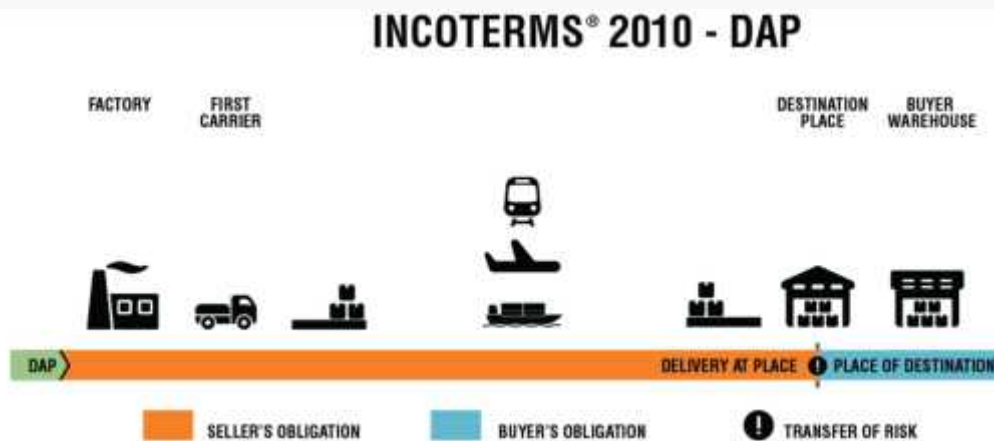 INCOTERMS® 2010 - DAP
FACTORY
FIRST
CARRIER
DESTINATION
PLACE
BUYER
WAREHOUSE
DAP
DELIVERY AT PLACE
!
PLACE OF DESTINATION
SELLER'S OBLIGATION
BUYER'S OBLIGATION
!
TRANSFER OF RISK